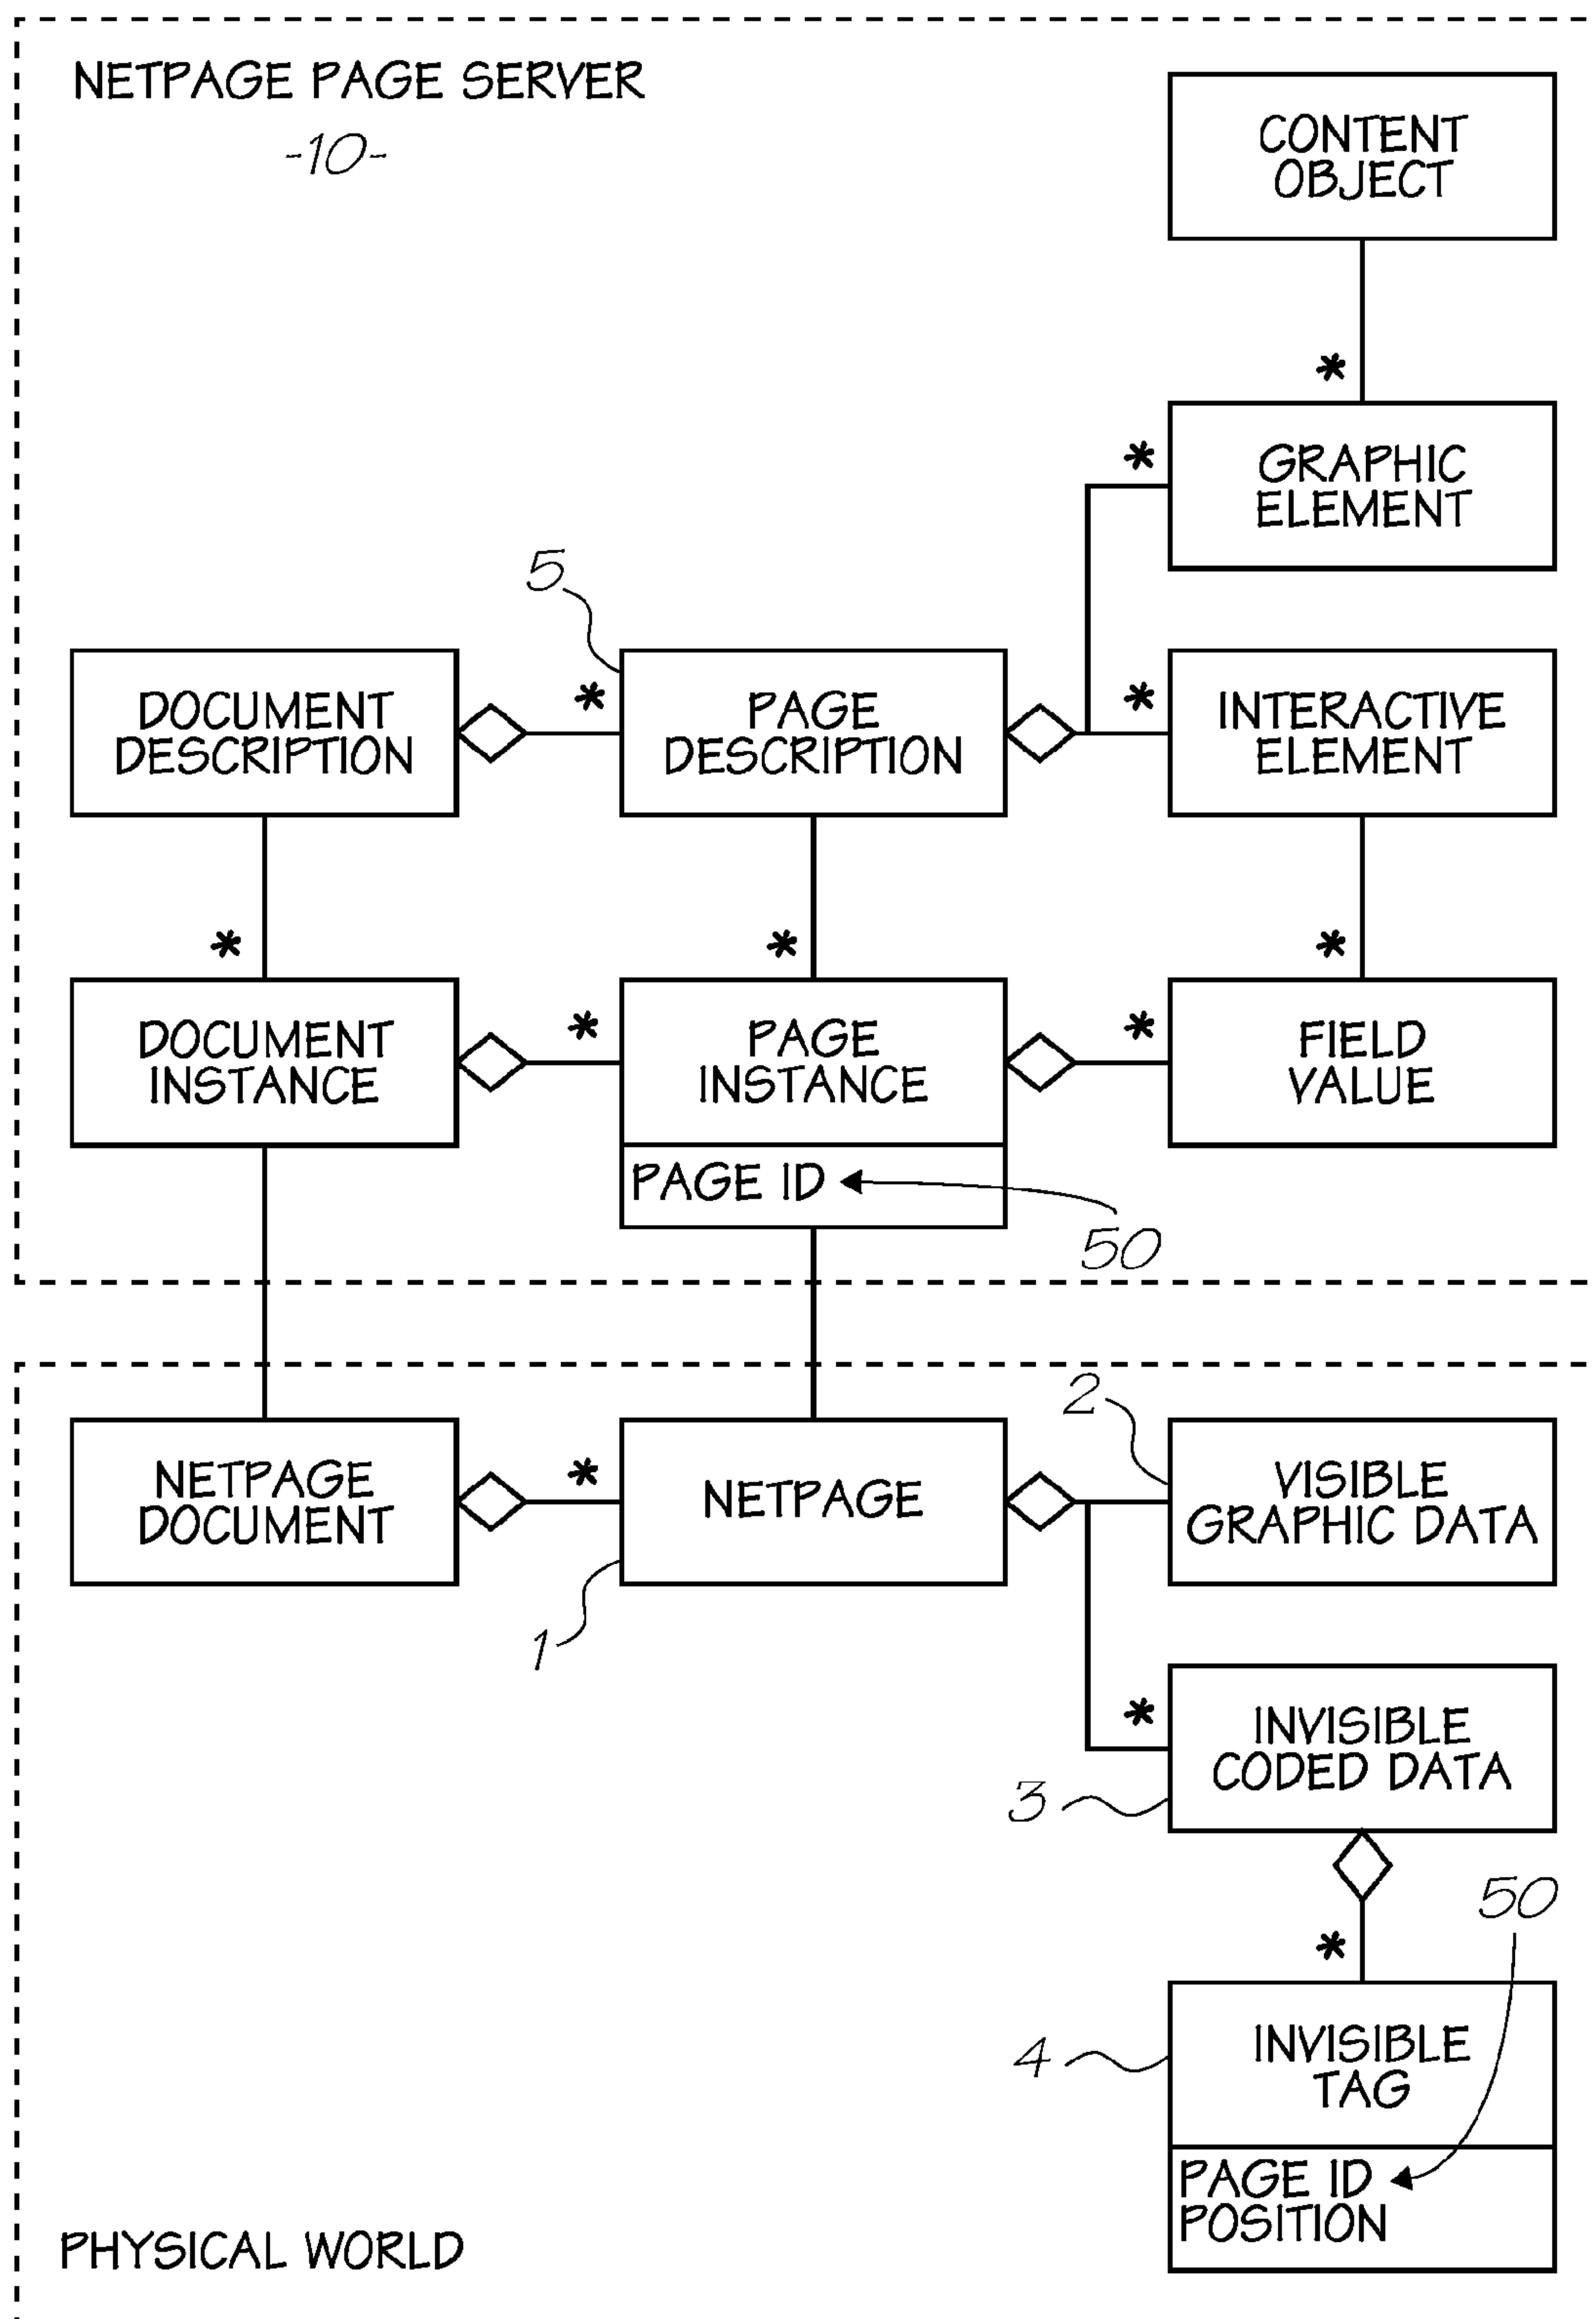 NETPAGE PAGE SERVER
-10-
CONTENT
OBJECT
*
*
GRAPHIC
ELEMENT
5
DOCUMENT
DESCRIPTION
*
PAGE
DESCRIPTION
*
INTERACTIVE
ELEMENT
*
*
*
DOCUMENT
INSTANCE
*
PAGE
INSTANCE
*
FIELD
VALUE
PAGE ID
50
2
NETPAGE
DOCUMENT
*
NETPAGE
VISIBLE
GRAPHIC DATA
1
*
INVISIBLE
CODED DATA
3
50
*
4
INVISIBLE
TAG
PAGE ID
POSITION
PHYSICAL WORLD